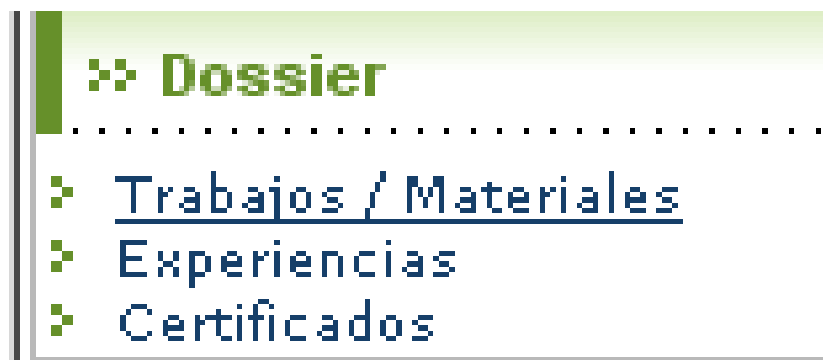 >> Dossier
Trabajos / Materiales
Experiencias
Certificados